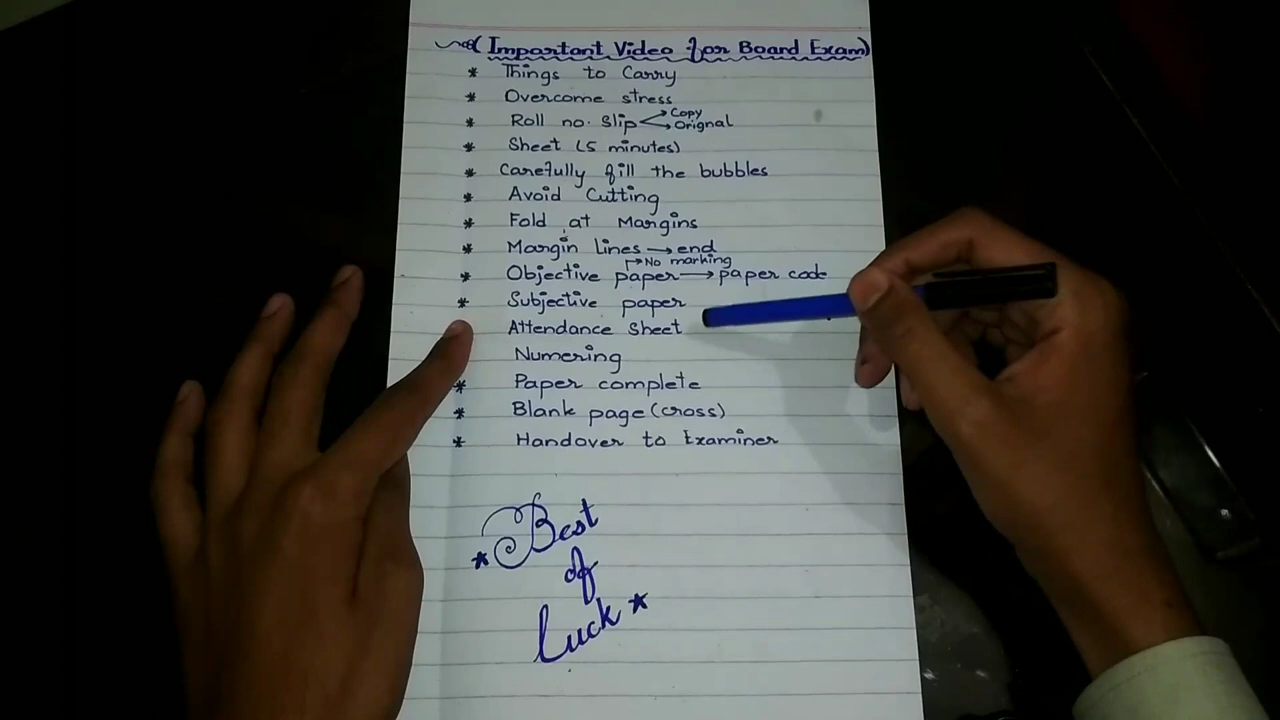 (Important Video for Board Exam)
* Things to Carry
* Overcome stress
* Roll no. Slip → Copy → Orignal
* Sheet (5 minutes)
* Carefully fill the bubbles
* Avoid Cutting
* Fold at Margins
* Margin lines → end
* Objective paper → No marking → paper code
* Subjective paper
Attendance Sheet
Numering
* Paper complete
* Blank page (cross)
* Handover to Examiner
* Best
of
Luck *